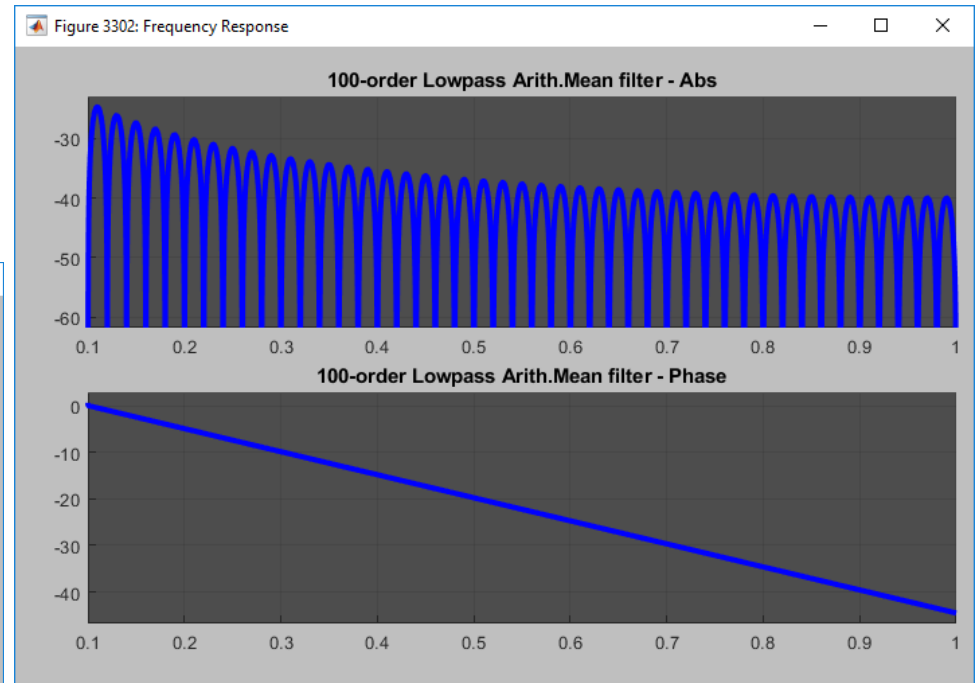 Figure 3302: Frequency Response
100-order Lowpass Arith.Mean filter - Abs
-30
-40
-50
-60
0.1 0.2 0.3 0.4 0.5 0.6 0.7 0.8 0.9 1
100-order Lowpass Arith.Mean filter - Phase
0
-10
-20
-30
-40
0.1 0.2 0.3 0.4 0.5 0.6 0.7 0.8 0.9 1